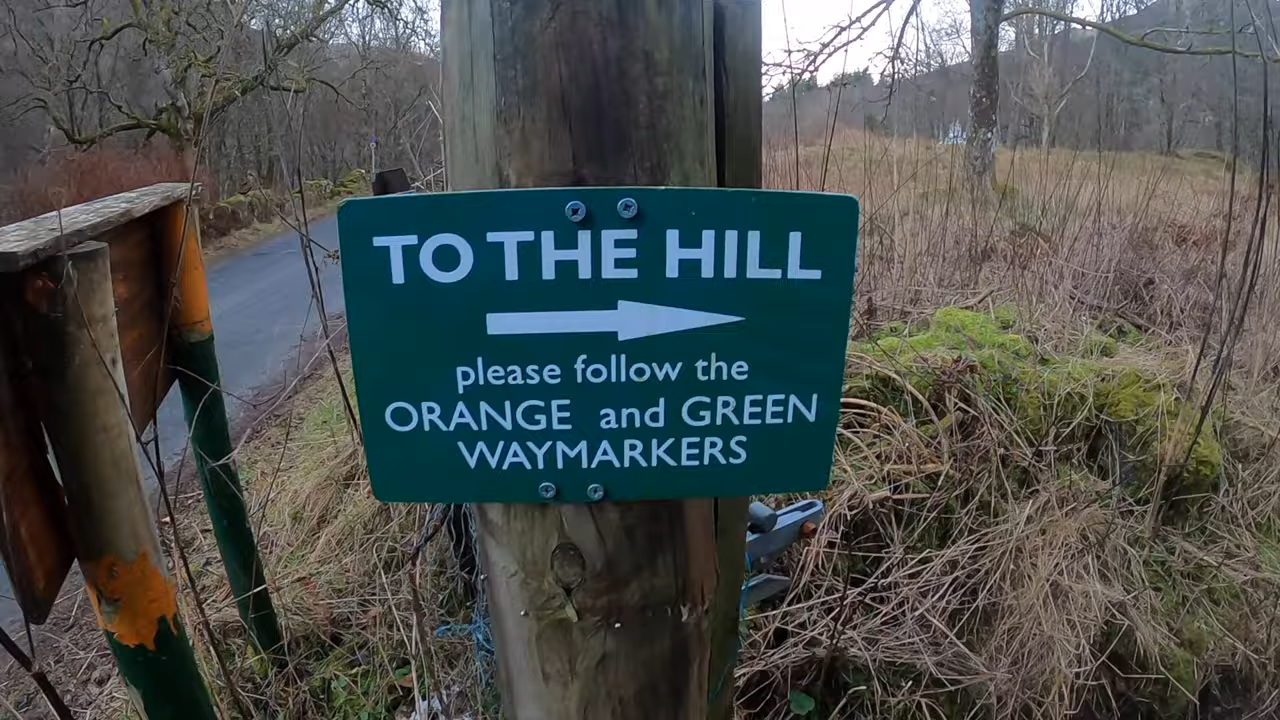 TO THE HILL
please follow the
ORANGE and GREEN
WAYMARKERS